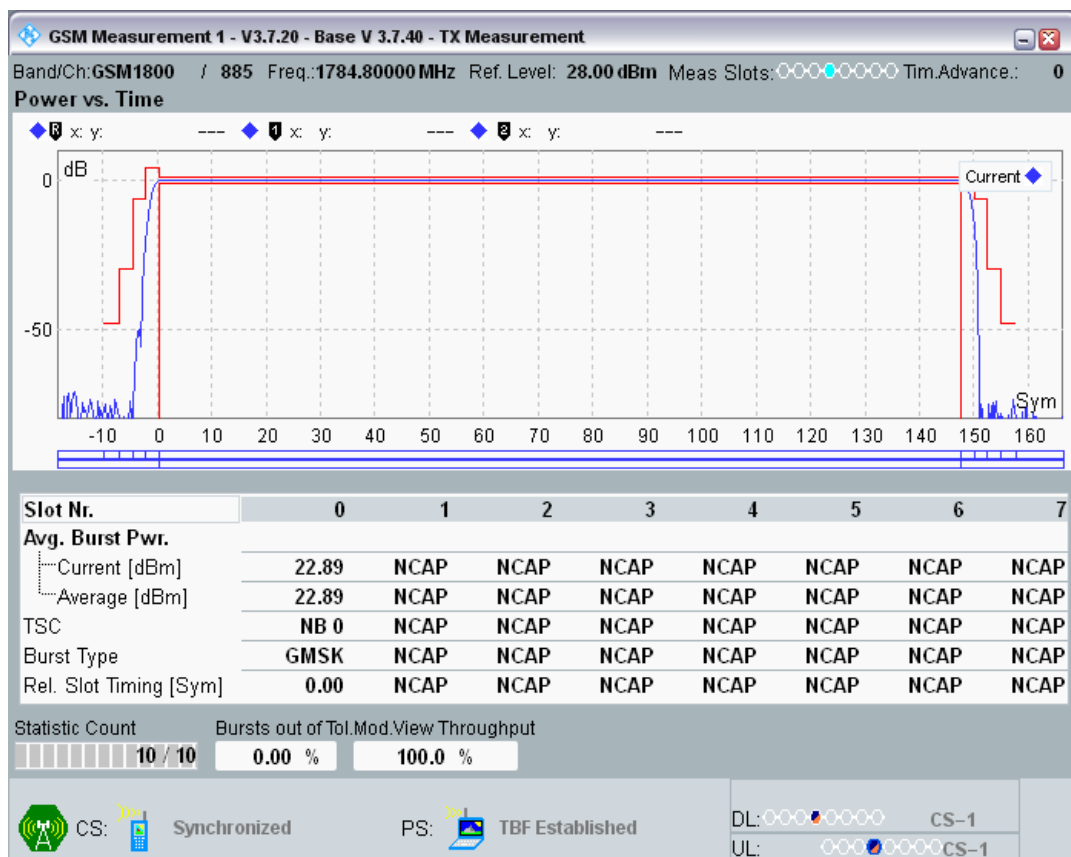 GSM Measurement 1 - V3.7.20 - Base V 3.7.40 - TX Measurement
Band/Ch:GSM1800 / 885 Freq.:1784.80000 MHz Ref. Level: 28.00 dBm Meas Slots: Tim.Advance.: 0
Power vs. Time
R x: y: --- 1 x: y: --- 2 x: y: ---
dB
Current
0
-50
Sym
-10 0 10 20 30 40 50 60 70 80 90 100 110 120 130 140 150 160
Slot Nr. 0 1 2 3 4 5 6 7
Avg. Burst Pwr.
Current [dBm] 22.89 NCAP NCAP NCAP NCAP NCAP NCAP NCAP
Average [dBm] 22.89 NCAP NCAP NCAP NCAP NCAP NCAP NCAP
TSC NB 0 NCAP NCAP NCAP NCAP NCAP NCAP NCAP
Burst Type GMSK NCAP NCAP NCAP NCAP NCAP NCAP NCAP
Rel. Slot Timing [Sym] 0.00 NCAP NCAP NCAP NCAP NCAP NCAP NCAP
Statistic Count Bursts out of Tol. Mod.View Throughput
10 / 10 0.00 % 100.0 %
CS: Synchronized PS: TBF Established
DL: CS-1
UL: CS-1